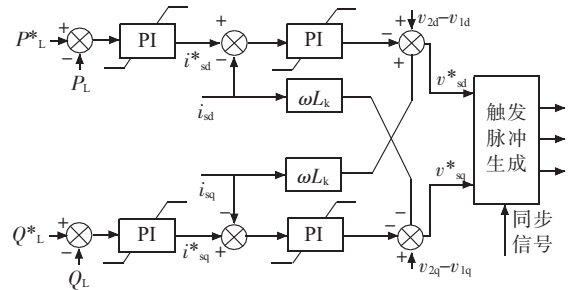 v₂d−v₁d
P*L + − PI i*sd + − PI − + +
PL
v*sd
isd ωLk
触发
脉冲
生成
ωLk
isq
v*sq
Q*L + − PI i*sq − + PI − − +
QL
v₂q−v₁q
同步
信号